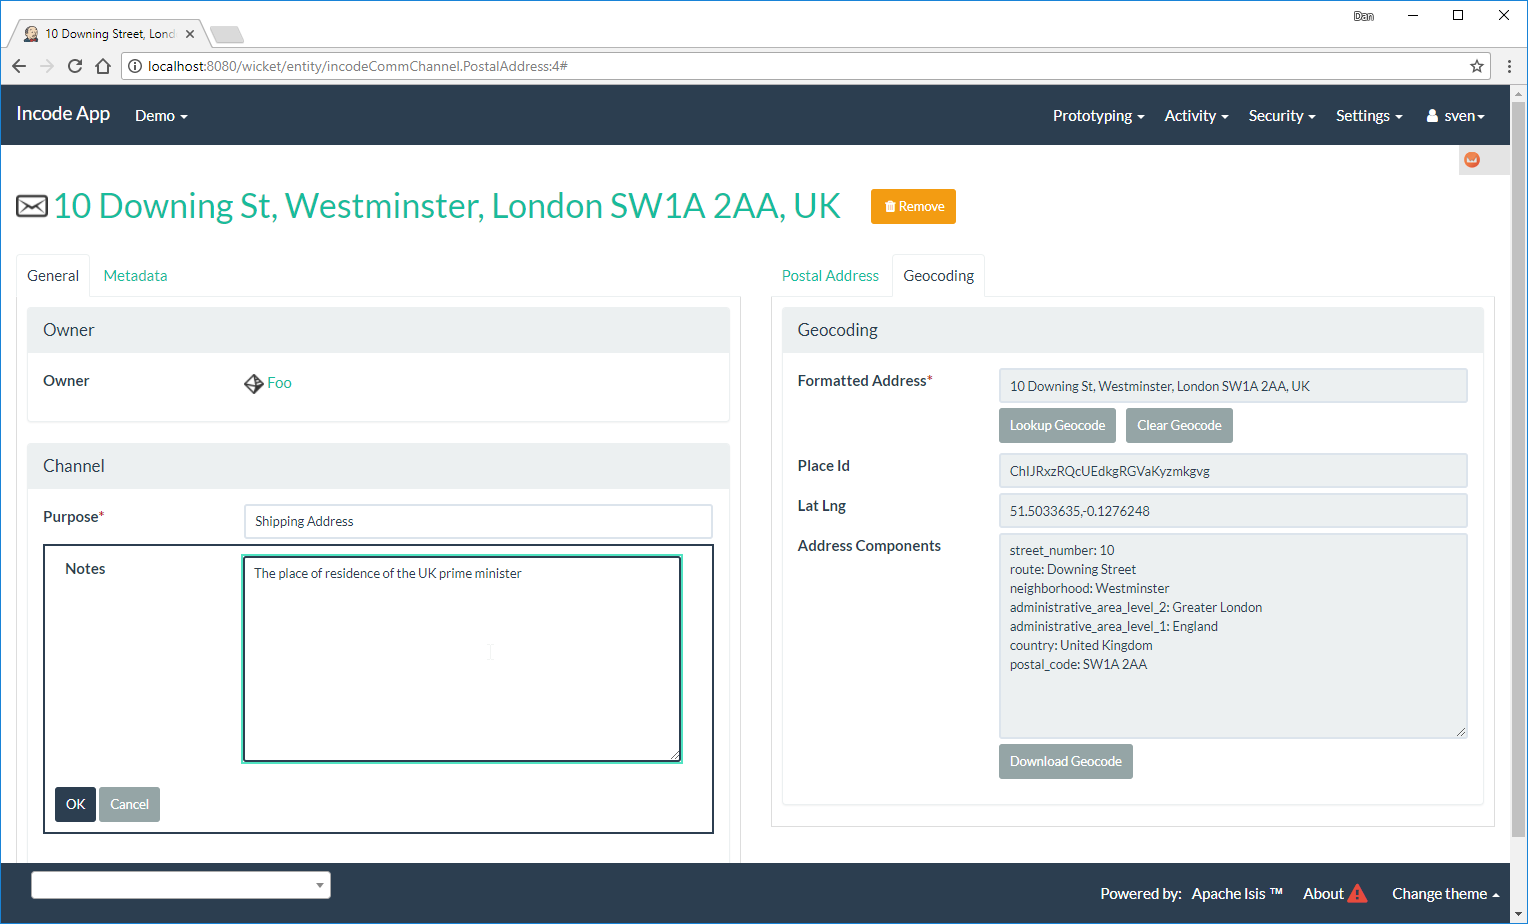 Dan
10 Downing Street, Lond
localhost:8080/wicket/entity/incodeCommChannel.PostalAddress:4#
Incode App Demo Prototyping Activity Security Settings sven
10 Downing St, Westminster, London SW1A 2AA, UK Remove
General Metadata
Owner
Owner Foo
Channel
Purpose* Shipping Address
Notes The place of residence of the UK prime minister
OK Cancel
Postal Address Geocoding
Geocoding
Formatted Address* 10 Downing St, Westminster, London SW1A 2AA, UK
Lookup Geocode Clear Geocode
Place Id ChIJRxzRQcUEdkgRGVaKyzmkgvg
Lat Lng 51.5033635,-0.1276248
Address Components street_number: 10
route: Downing Street
neighborhood: Westminster
administrative_area_level_2: Greater London
administrative_area_level_1: England
country: United Kingdom
postal_code: SW1A 2AA
Download Geocode
Powered by: Apache Isis ™ About Change theme